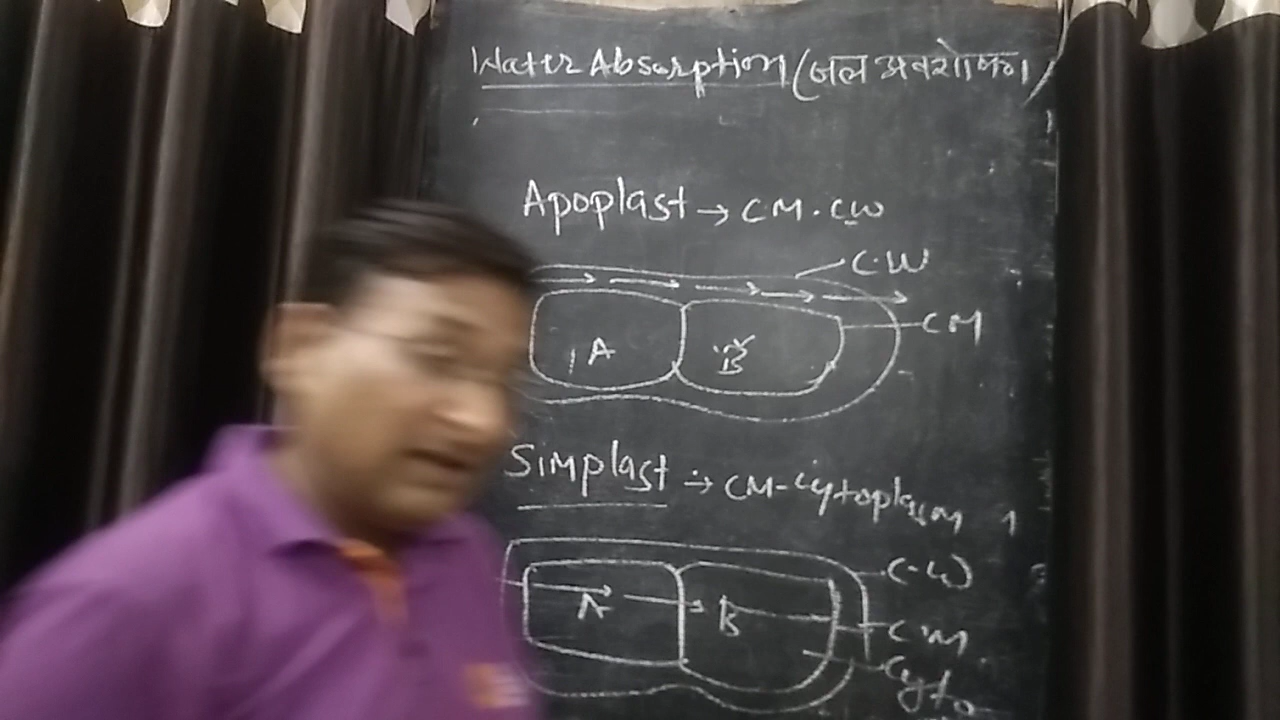 Water Absorption (जल अवशोषण)
Apoplast → CM. CW
C.W
CM
A
B
Simplast → CM-Cytoplasm
C.W
A
B
C M
Cyto